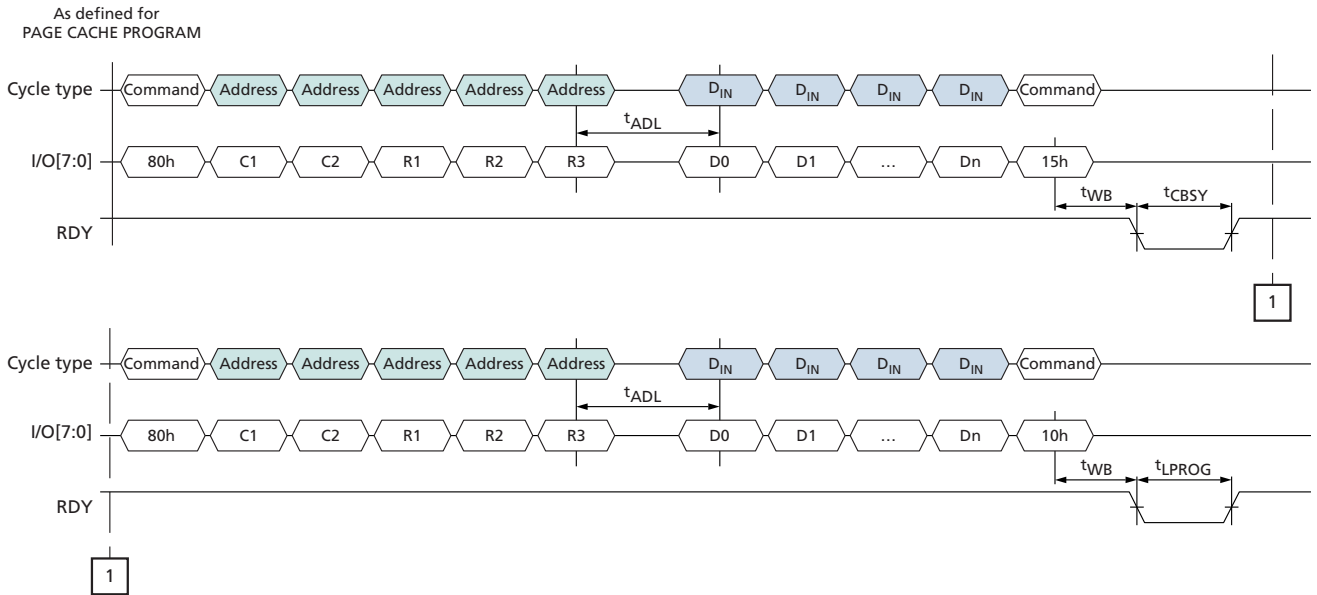 As defined for
PAGE CACHE PROGRAM
Cycle type Command Address Address Address Address Address DIN DIN DIN DIN Command
tADL
I/O[7:0] 80h C1 C2 R1 R2 R3 D0 D1 … Dn 15h
tWB tCBSY
RDY
1
Cycle type Command Address Address Address Address Address DIN DIN DIN DIN Command
tADL
I/O[7:0] 80h C1 C2 R1 R2 R3 D0 D1 … Dn 10h
tWB tLPROG
RDY
1